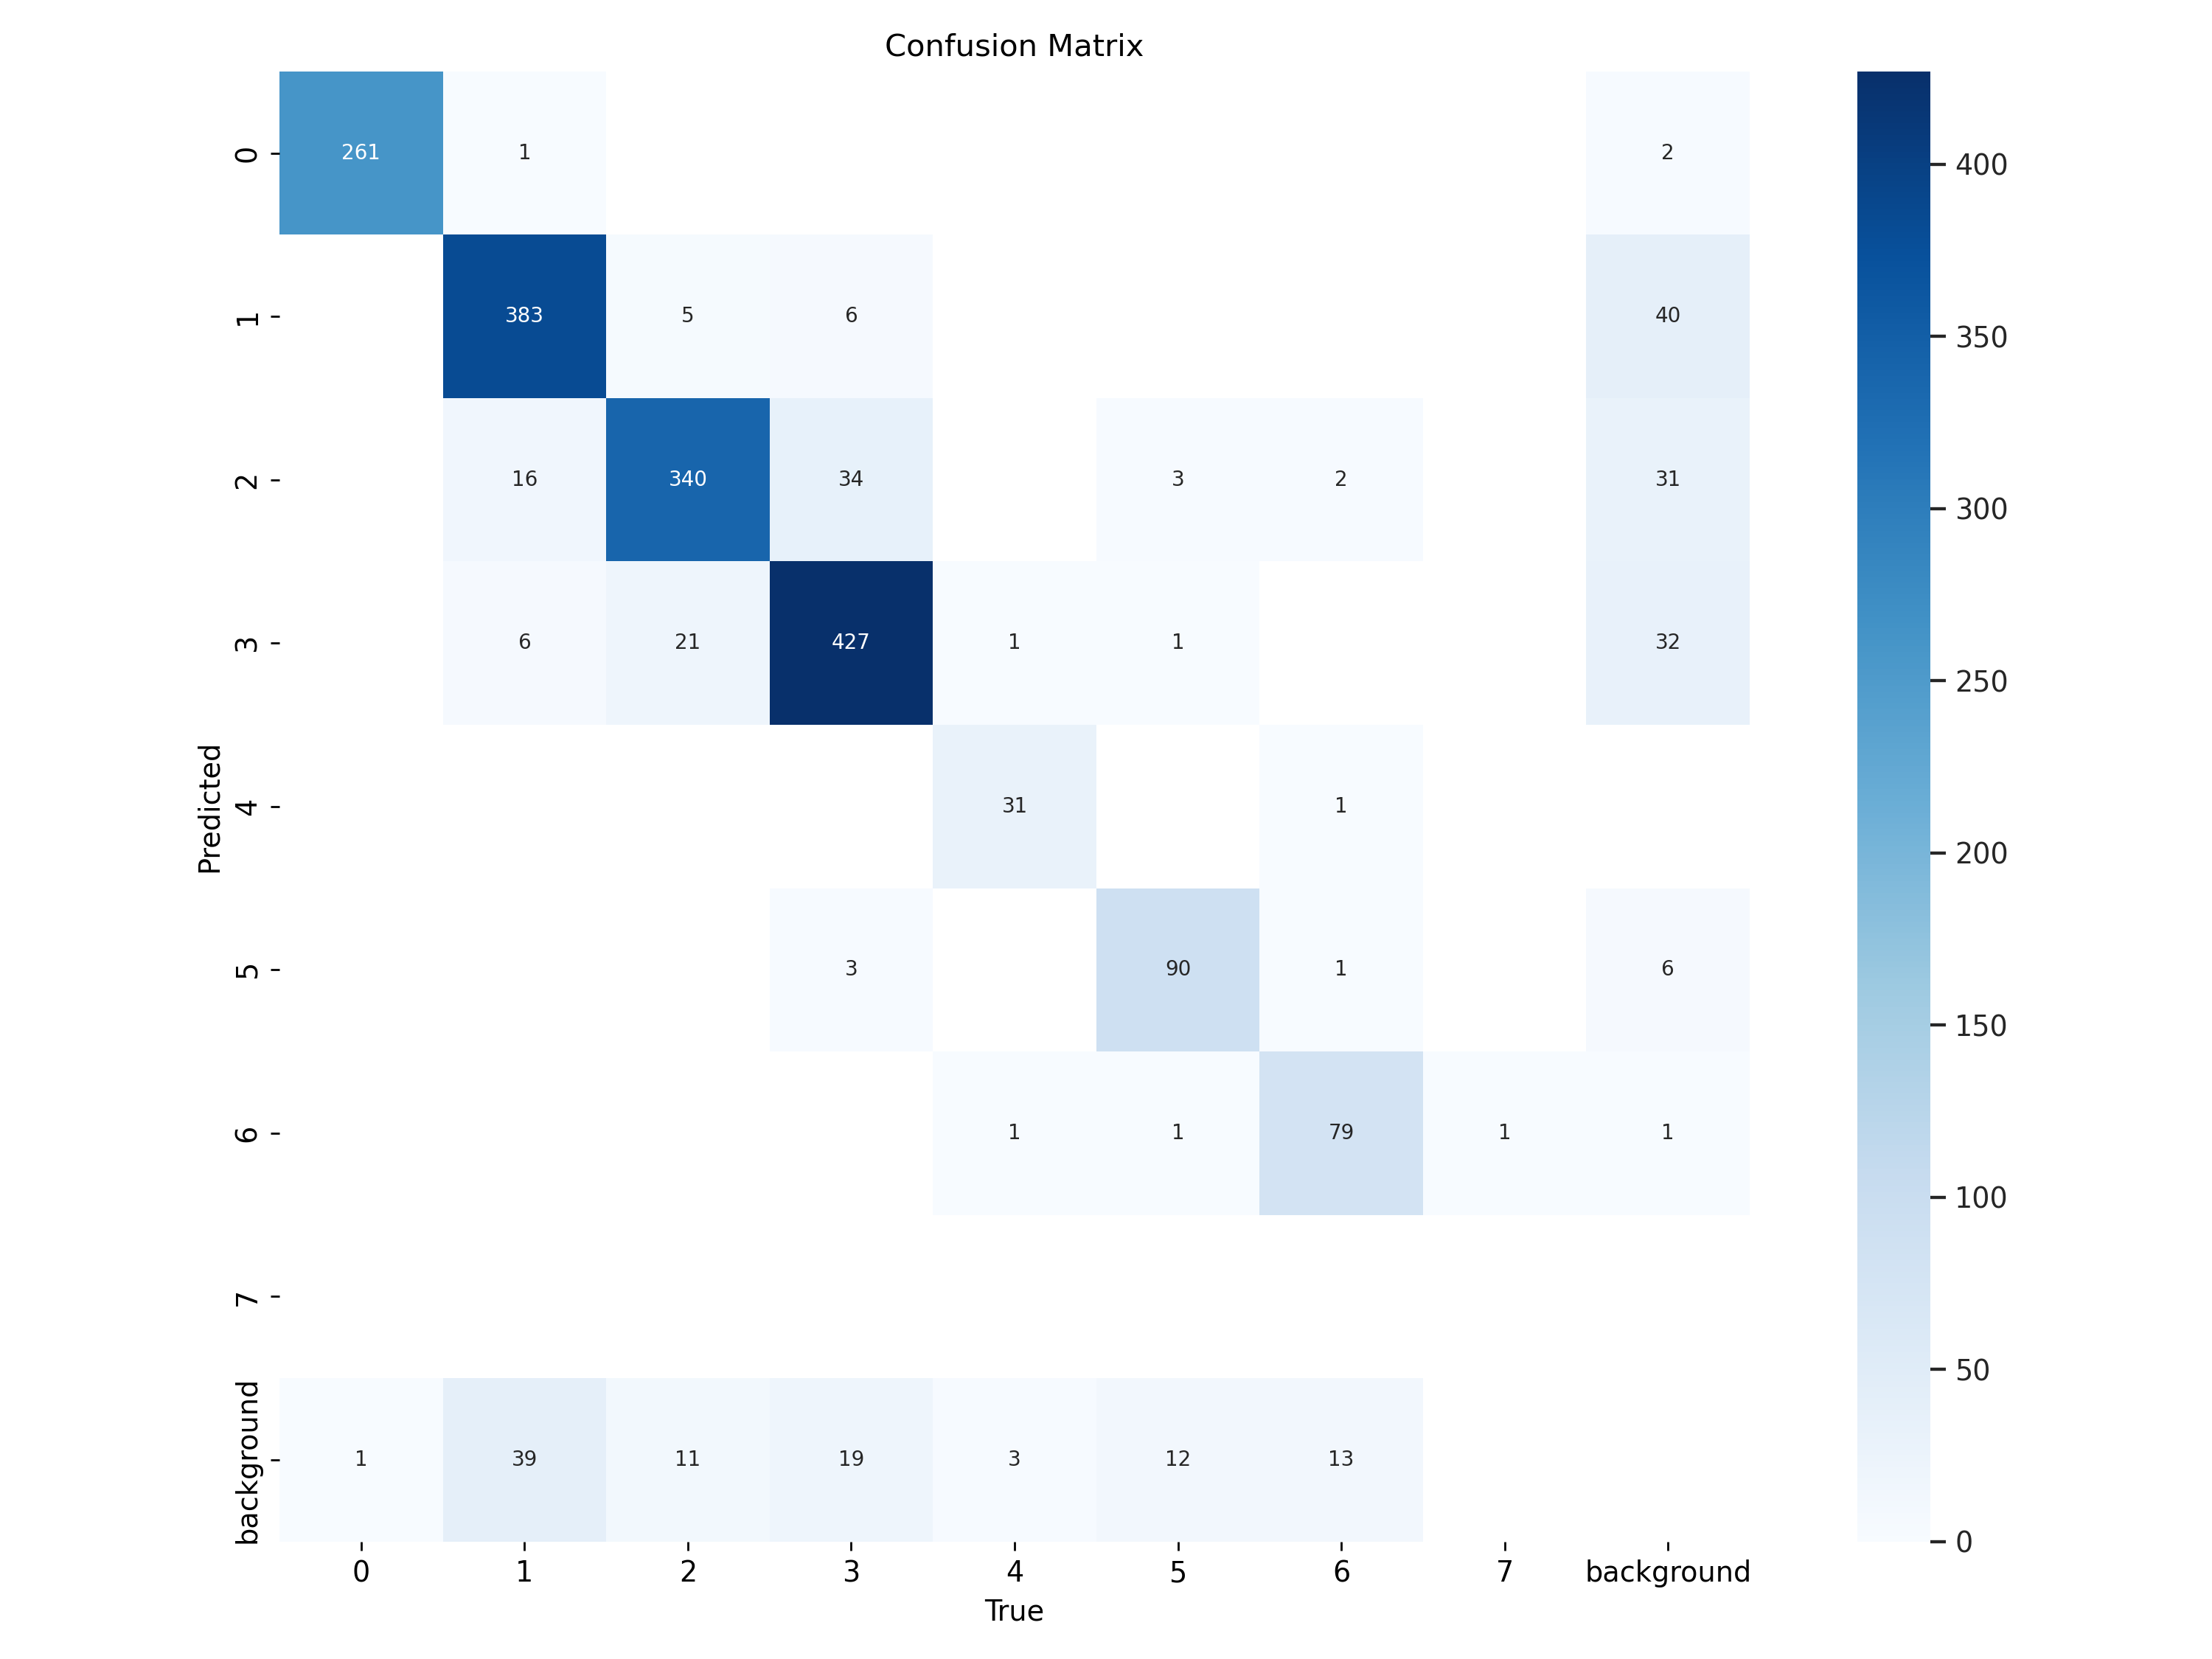 Confusion Matrix
0 261 1 2
1 383 5 6 40
2 16 340 34 3 2 31
3 6 21 427 1 1 32
4 31 1
5 3 90 1 6
6 1 1 79 1 1
7
background 1 39 11 19 3 12 13
0 1 2 3 4 5 6 7 background
True
Predicted
400
350
300
250
200
150
100
50
0